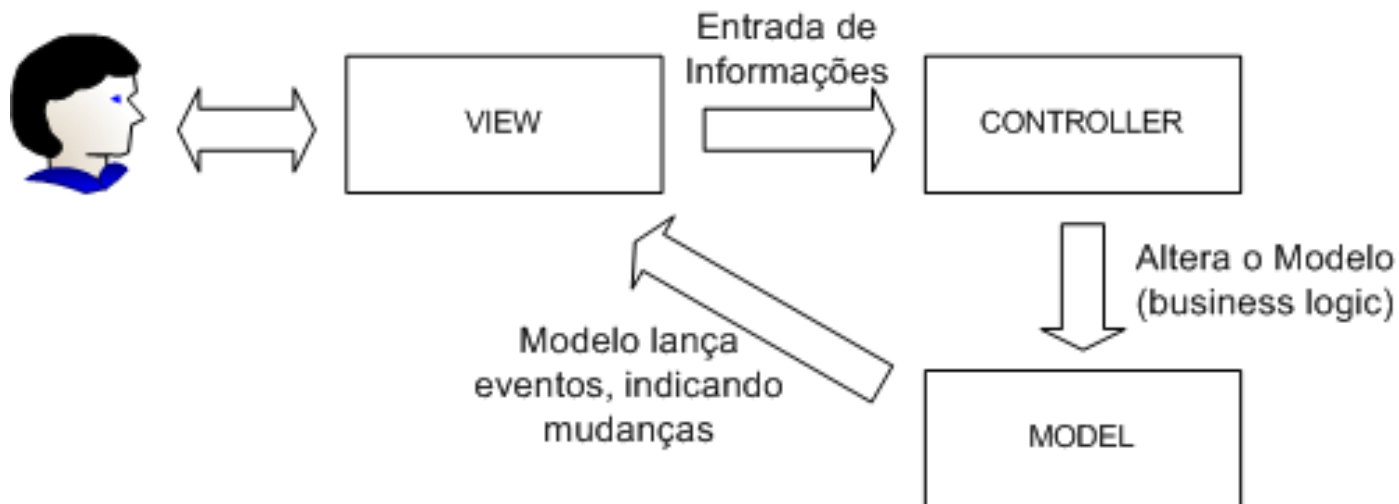 Entrada de
Informações
VIEW
CONTROLLER
Altera o Modelo
(business logic)
Modelo lança
eventos, indicando
mudanças
MODEL